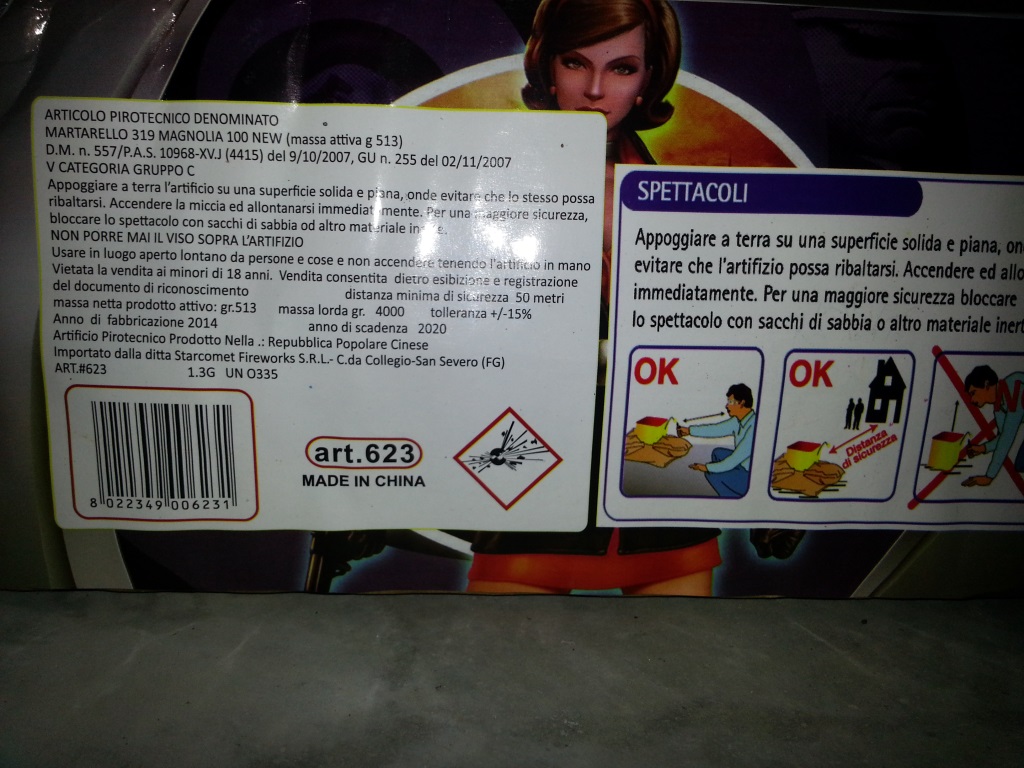 ARTICOLO PIROTECNICO DENOMINATO
MARTARELLO 319 MAGNOLIA 100 NEW (massa attiva g 513)
D.M. n. 557/P.A.S. 10968-XV.J (4415) del 9/10/2007, GU n. 255 del 02/11/2007
V CATEGORIA GRUPPO C
Appoggiare a terra l'artificio su una superficie solida e piana, onde evitare che lo stesso possa
ribaltarsi. Accendere la miccia ed allontanarsi immediatamente. Per una maggiore sicurezza,
bloccare lo spettacolo con sacchi di sabbia od altro materiale
NON PORRE MAI IL VISO SOPRA L'ARTIFIZIO
Usare in luogo aperto lontano da persone e cose e non accendere tenendo l'artificio in mano
Vietata la vendita ai minori di 18 anni. Vendita consentita dietro esibizione e registrazione
del documento di riconoscimento distanza minima di sicurezza 50 metri
massa netta prodotto attivo: gr.513 massa lorda gr. 4000 tolleranza +/-15%
Anno di fabbricazione 2014 anno di scadenza 2020
Artificio Pirotecnico Prodotto Nella .: Repubblica Popolare Cinese
Importato dalla ditta Starcomet Fireworks S.R.L.- C.da Collegio-San Severo (FG)
ART.#623 1.3G UN O335
8 022349 006231
art.623
MADE IN CHINA
SPETTACOLI
Appoggiare a terra su una superficie solida e piana,
evitare che l'artifizio possa ribaltarsi. Accendere ed
immediatamente. Per una maggiore sicurezza bloccare
lo spettacolo con sacchi di sabbia o altro materiale
OK
OK
Distanza
di sicurezza